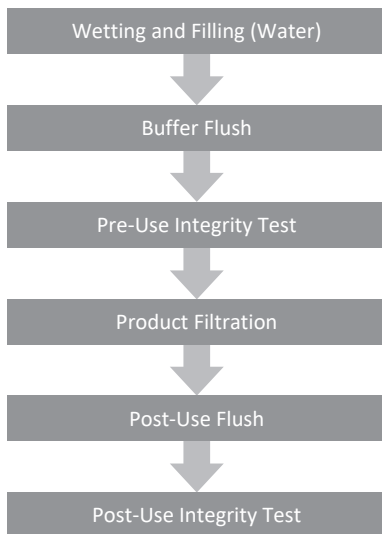 Wetting and Filling (Water)
Buffer Flush
Pre-Use Integrity Test
Product Filtration
Post-Use Flush
Post-Use Integrity Test